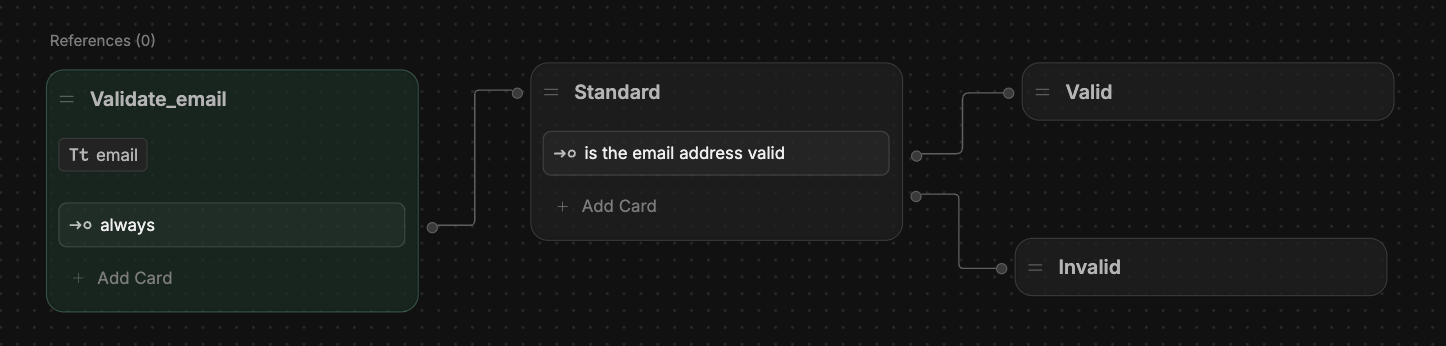 References (0)
Validate_email
Tt email
always
Add Card
Standard
is the email address valid
Add Card
Valid
Invalid